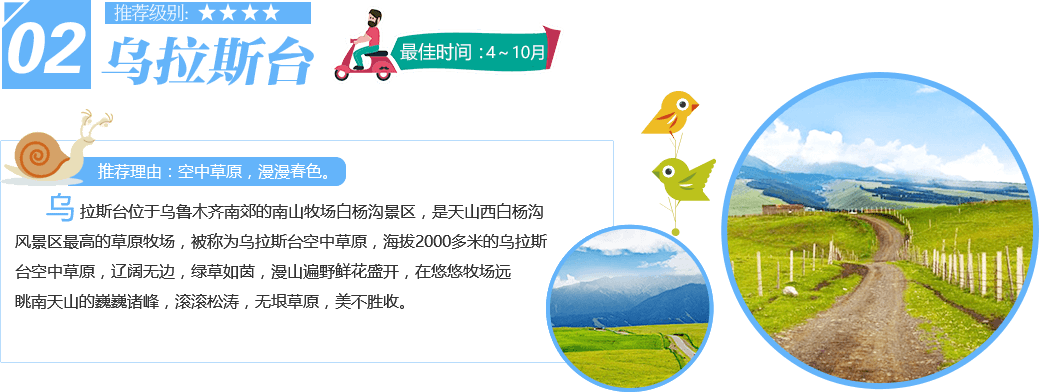 02
推荐级别: ★★★★
乌拉斯台
最佳时间：4～10月
推荐理由：空中草原，漫漫春色。
乌拉斯台位于乌鲁木齐南郊的南山牧场白杨沟景区，是天山西白杨沟
风景区最高的草原牧场，被称为乌拉斯台空中草原，海拔2000多米的乌拉斯
台空中草原，辽阔无边，绿草如茵，漫山遍野鲜花盛开，在悠悠牧场远
眺南天山的巍巍诸峰，滚滚松涛，无垠草原，美不胜收。